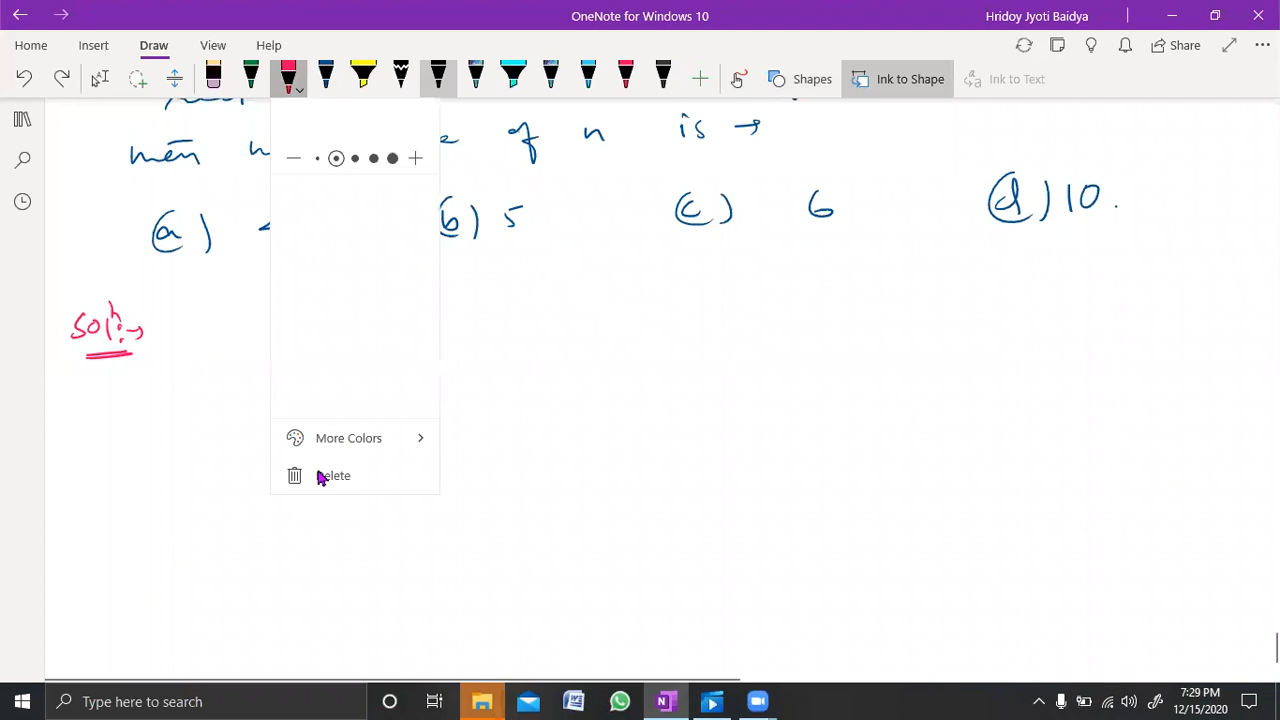 OneNote for Windows 10
Hridoy Jyoti Baidya
Home Insert Draw View Help
Share
Shapes
Ink to Shape
Ink to Text
of n is →
(a) (b) 5 (c) 6 (d) 10.
Solⁿ:→
More Colors
Delete
Type here to search
7:29 PM
12/15/2020